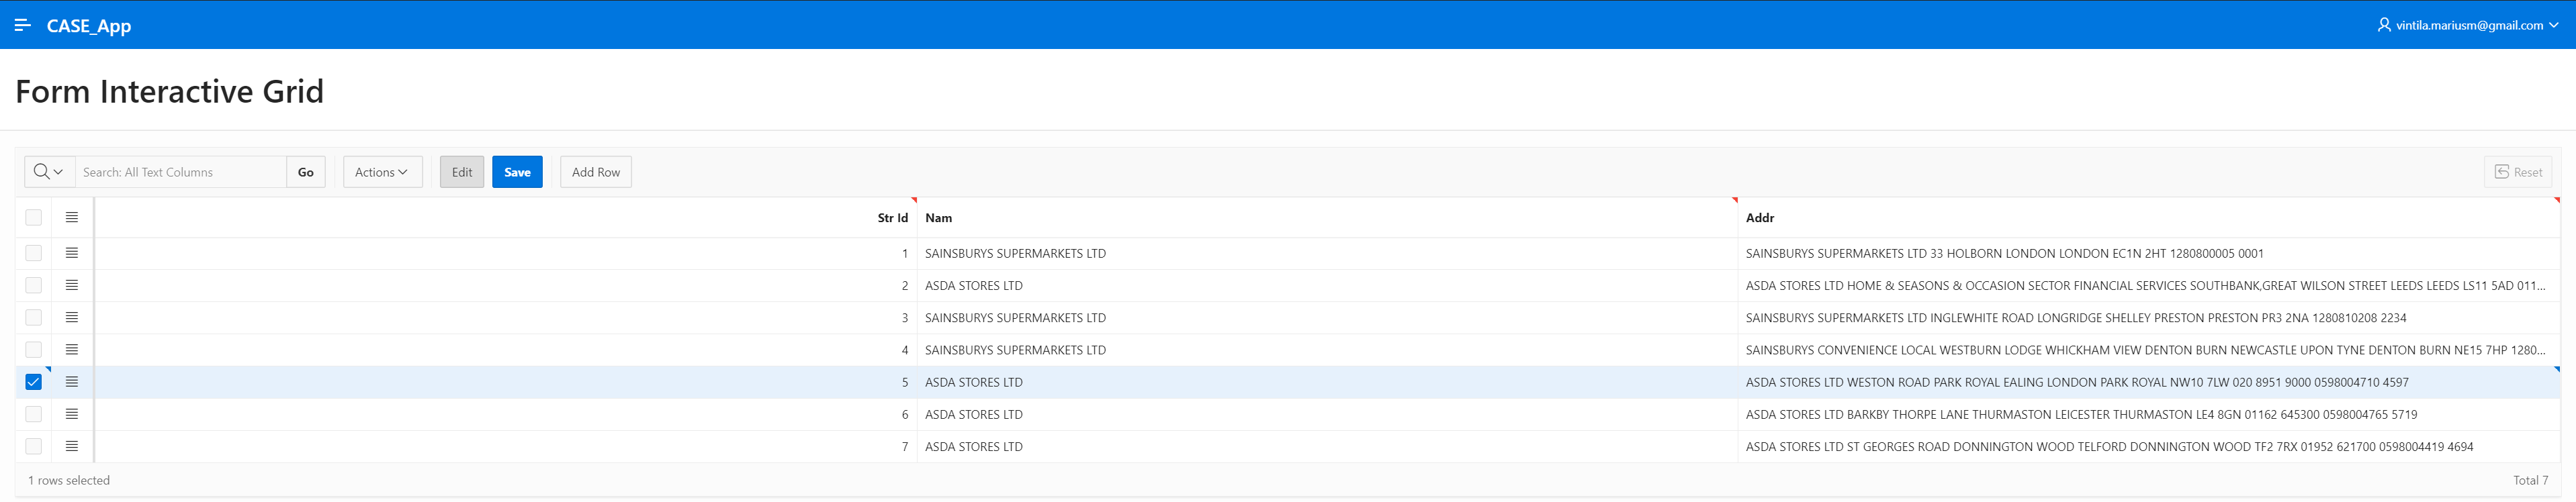 CASE_App
vintila.mariusm@gmail.com
Form Interactive Grid
Search: All Text Columns Go Actions Edit Save Add Row Reset
Str Id Nam Addr
1 SAINSBURYS SUPERMARKETS LTD SAINSBURYS SUPERMARKETS LTD 33 HOLBORN LONDON LONDON EC1N 2HT 1280800005 0001
2 ASDA STORES LTD ASDA STORES LTD HOME & SEASONS & OCCASION SECTOR FINANCIAL SERVICES SOUTHBANK,GREAT WILSON STREET LEEDS LEEDS LS11 5AD 011...
3 SAINSBURYS SUPERMARKETS LTD SAINSBURYS SUPERMARKETS LTD INGLEWHITE ROAD LONGRIDGE SHELLEY PRESTON PRESTON PR3 2NA 1280810208 2234
4 SAINSBURYS SUPERMARKETS LTD SAINSBURYS CONVENIENCE LOCAL WESTBURN LODGE WHICKHAM VIEW DENTON BURN NEWCASTLE UPON TYNE DENTON BURN NE15 7HP 1280...
5 ASDA STORES LTD ASDA STORES LTD WESTON ROAD PARK ROYAL EALING LONDON PARK ROYAL NW10 7LW 020 8951 9000 0598004710 4597
6 ASDA STORES LTD ASDA STORES LTD BARKBY THORPE LANE THURMASTON LEICESTER THURMASTON LE4 8GN 01162 645300 0598004765 5719
7 ASDA STORES LTD ASDA STORES LTD ST GEORGES ROAD DONNINGTON WOOD TELFORD DONNINGTON WOOD TF2 7RX 01952 621700 0598004419 4694
1 rows selected Total 7